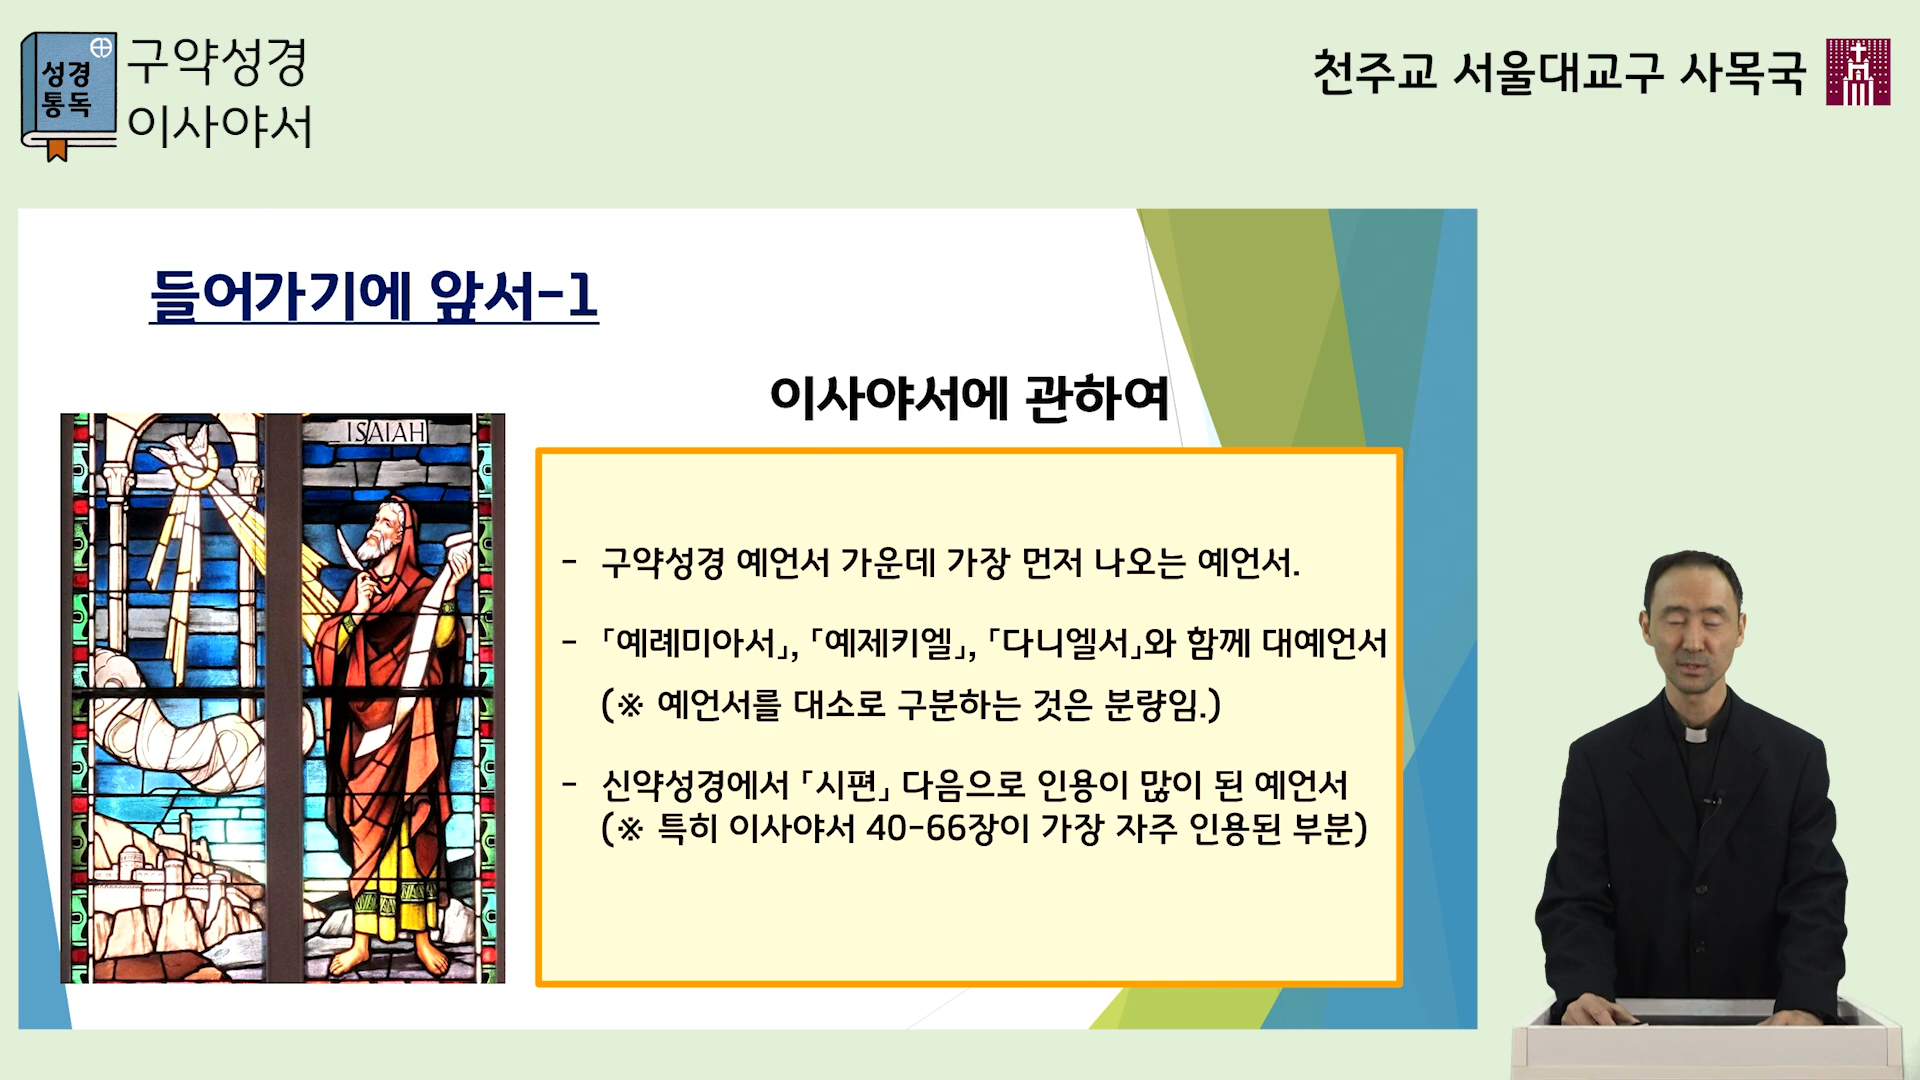 성경
통독
구약성경
이사야서
천주교 서울대교구 사목국
들어가기에 앞서-1
이사야서에 관하여
ISAIAH
- 구약성경 예언서 가운데 가장 먼저 나오는 예언서.
- 「예레미아서」, 「예제키엘」, 「다니엘서」와 함께 대예언서
(※ 예언서를 대소로 구분하는 것은 분량임.)
- 신약성경에서 「시편」 다음으로 인용이 많이 된 예언서
(※ 특히 이사야서 40-66장이 가장 자주 인용된 부분)